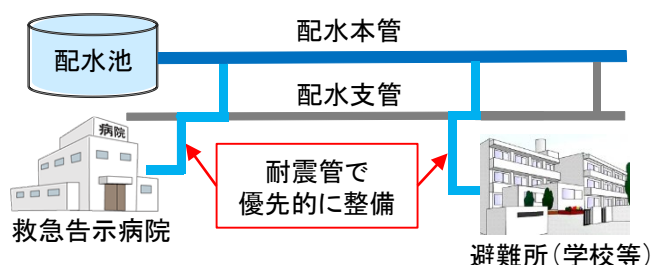 配水本管
配水池
配水支管
病院
耐震管で
優先的に整備
救急告示病院
避難所(学校等)